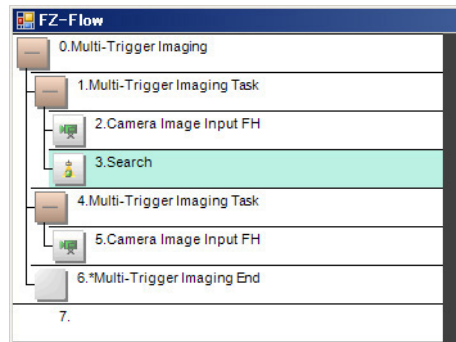 FZ-Flow
0.Multi-Trigger Imaging
1.Multi-Trigger Imaging Task
2.Camera Image Input FH
3.Search
4.Multi-Trigger Imaging Task
5.Camera Image Input FH
6.*Multi-Trigger Imaging End
7.